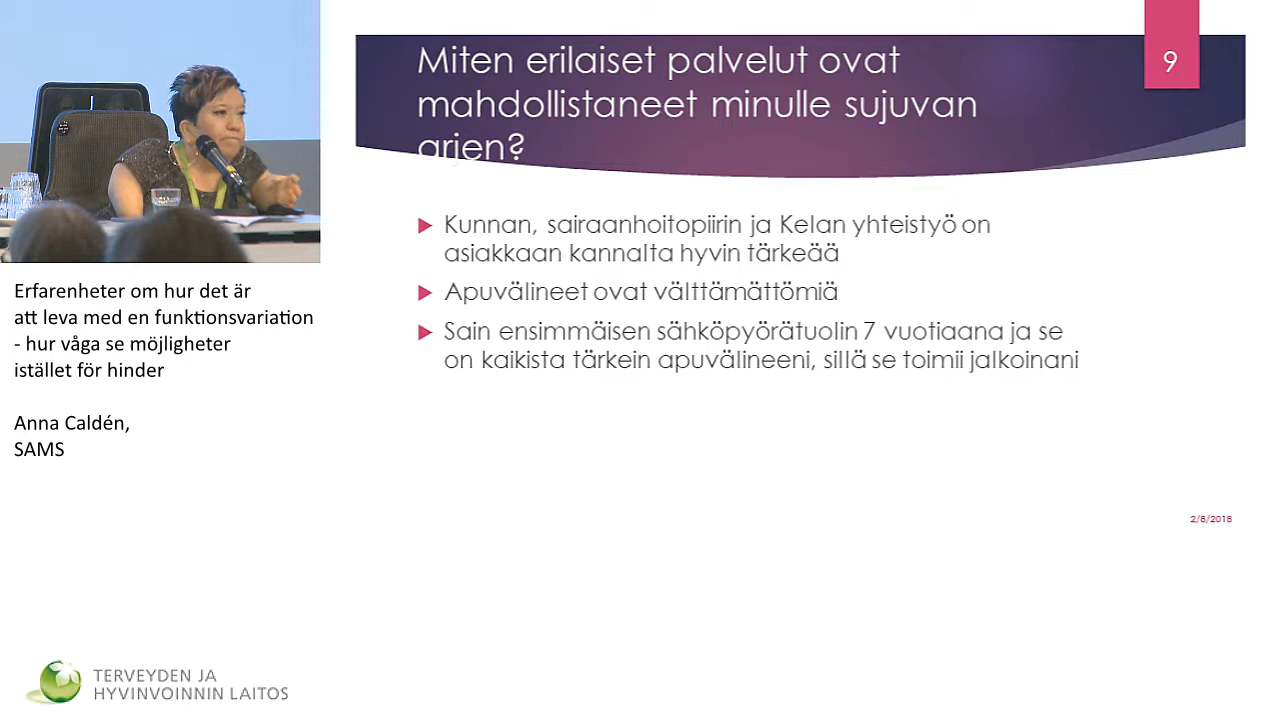 Miten erilaiset palvelut ovat
mahdollistaneet minulle sujuvan
arjen?
9
Kunnan, sairaanhoitopiirin ja Kelan yhteistyö on
asiakkaan kannalta hyvin tärkeää
Apuvälineet ovat välttämättömiä
Sain ensimmäisen sähköpyörätuolin 7 vuotiaana ja se
on kaikista tärkein apuvälineeni, sillä se toimii jalkoinani
2/8/2018
Erfarenheter om hur det är
att leva med en funktionsvariation
- hur våga se möjligheter
istället för hinder
Anna Caldén,
SAMS
TERVEYDEN JA
HYVINVOINNIN LAITOS